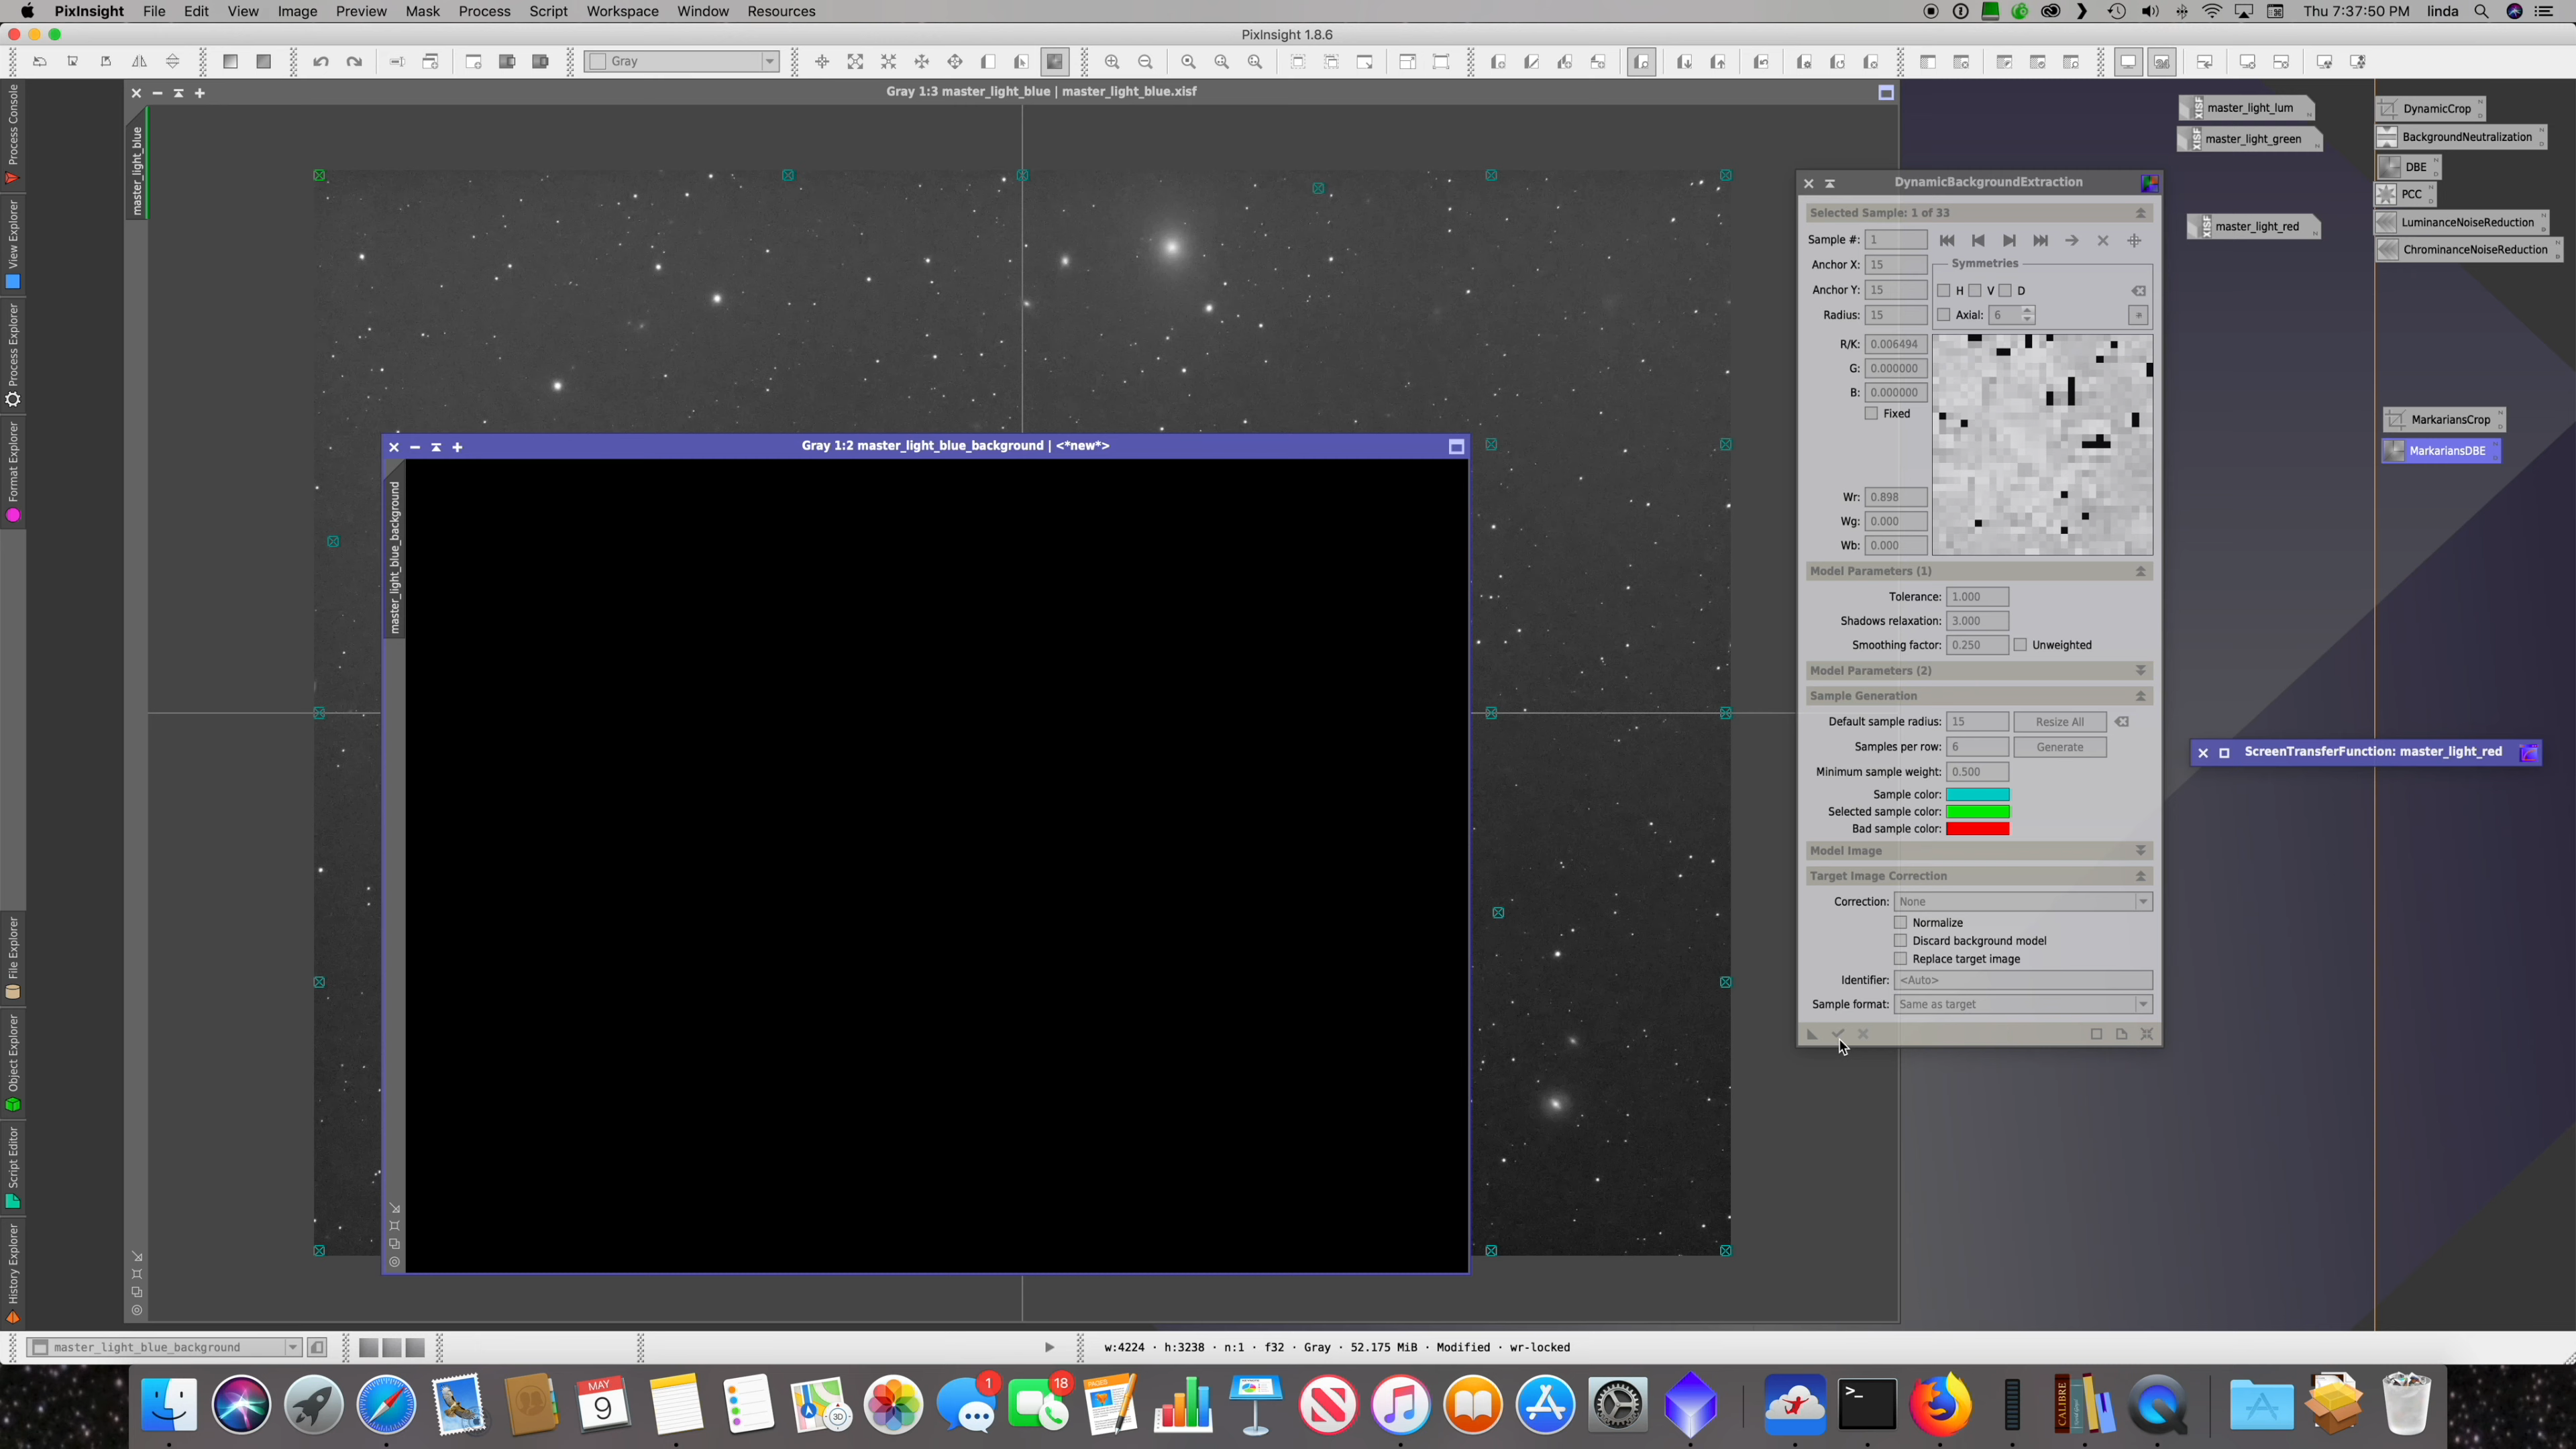 PixInsight File Edit View Image Preview Mask Process Script Workspace Window Resources
Thu 7:37:50 PM linda
PixInsight 1.8.6
Gray
Gray 1:3 master_light_blue | master_light_blue.xisf
master_light_blue
Process Console
View Explorer
Process Explorer
Format Explorer
File Explorer
Object Explorer
Script Editor
History Explorer
Gray 1:2 master_light_blue_background | <*new*>
master_light_blue_background
DynamicBackgroundExtraction
Selected Sample: 1 of 33
Sample #: 1
Anchor X: 15
Symmetries
Anchor Y: 15
H V D
Radius: 15
Axial: 6
R/K: 0.006494
G: 0.000000
B: 0.000000
Fixed
Wr: 0.898
Wg: 0.000
Wb: 0.000
Model Parameters (1)
Tolerance: 1.000
Shadows relaxation: 3.000
Smoothing factor: 0.250 Unweighted
Model Parameters (2)
Sample Generation
Default sample radius: 15 Resize All
Samples per row: 6 Generate
Minimum sample weight: 0.500
Sample color:
Selected sample color:
Bad sample color:
Model Image
Target Image Correction
Correction: None
Normalize
Discard background model
Replace target image
Identifier: <Auto>
Sample format: Same as target
XISF master_light_lum
XISF master_light_green
XISF master_light_red
DynamicCrop
BackgroundNeutralization
DBE
PCC
LuminanceNoiseReduction
ChrominanceNoiseReduction
MarkariansCrop
MarkariansDBE
ScreenTransferFunction: master_light_red
master_light_blue_background
w:4224 · h:3238 · n:1 · f32 · Gray · 52.175 MiB · Modified · wr-locked
MAY
9
3D
1
18
PAGES
CALIBRE